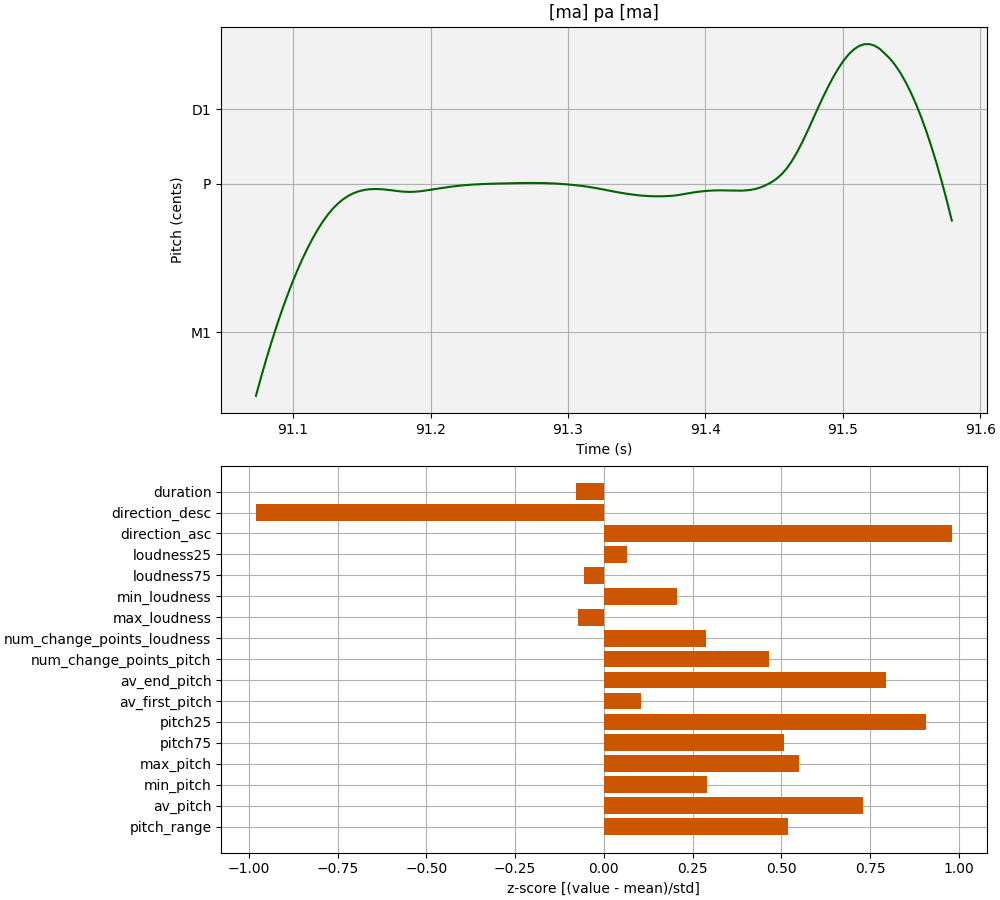 [ma] pa [ma]
D1
P
M1
Pitch (cents)
91.1 91.2 91.3 91.4 91.5 91.6
Time (s)
duration
direction_desc
direction_asc
loudness25
loudness75
min_loudness
max_loudness
num_change_points_loudness
num_change_points_pitch
av_end_pitch
av_first_pitch
pitch25
pitch75
max_pitch
min_pitch
av_pitch
pitch_range
−1.00 −0.75 −0.50 −0.25 0.00 0.25 0.50 0.75 1.00
z-score [(value - mean)/std]